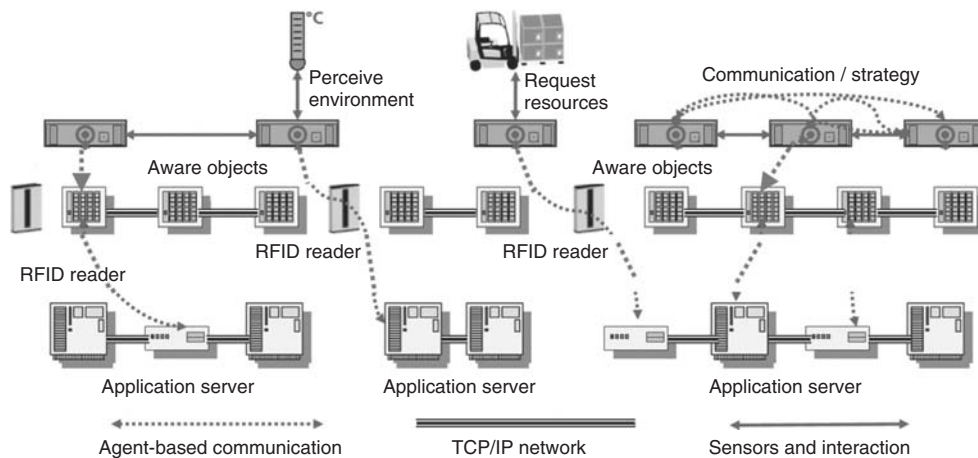 °C
Perceive
environment
Request
resources
Communication / strategy
Aware objects
Aware objects
RFID reader
RFID reader
RFID reader
Application server
Application server
Application server
Agent-based communication
TCP/IP network
Sensors and interaction